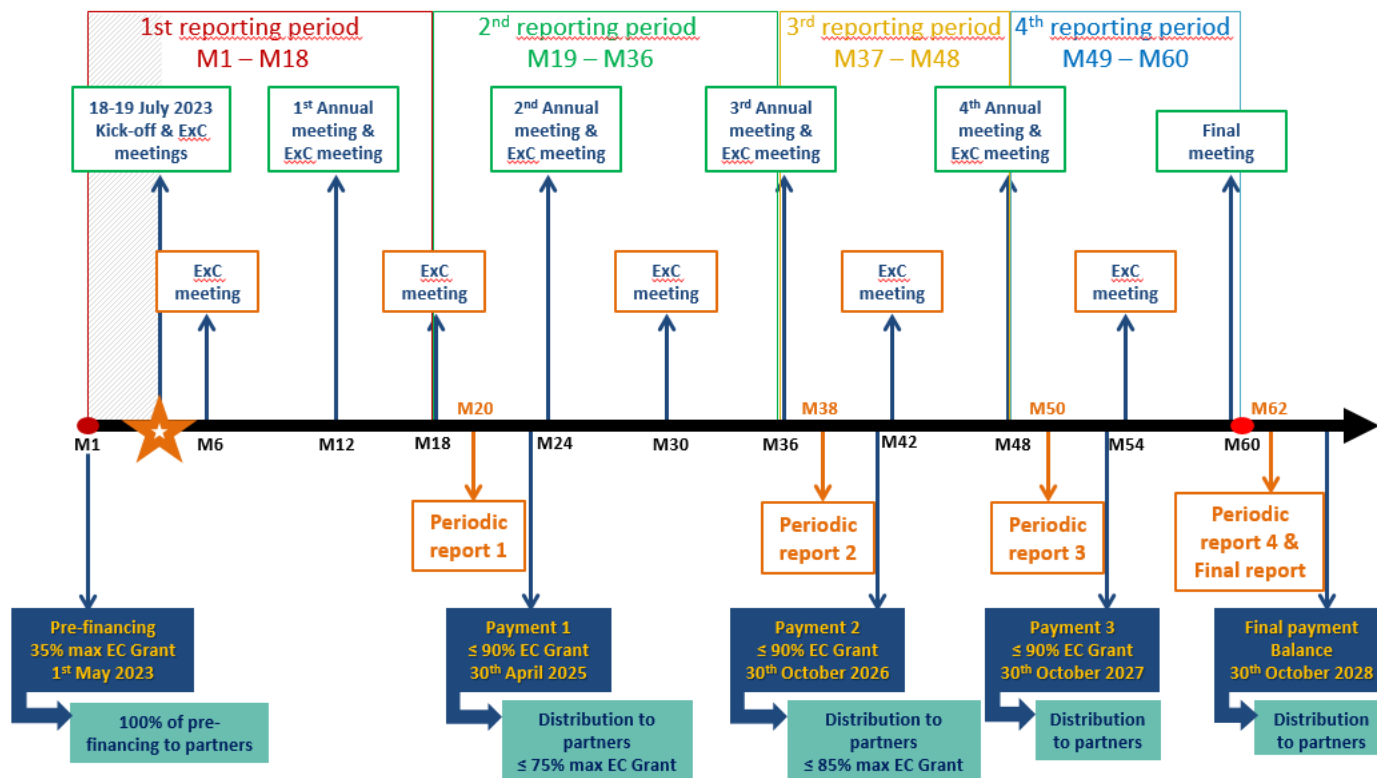 1st reporting period
M1 – M18
2nd reporting period
M19 – M36
3rd reporting period
M37 – M48
4th reporting period
M49 – M60
18-19 July 2023
Kick-off & ExC
meetings
1st Annual
meeting &
ExC meeting
2nd Annual
meeting &
ExC meeting
3rd Annual
meeting &
ExC meeting
4th Annual
meeting &
ExC meeting
Final
meeting
ExC
meeting
ExC
meeting
ExC
meeting
ExC
meeting
ExC
meeting
M20
M38
M50
M62
M1
M6
M12
M18
M24
M30
M36
M42
M48
M54
M60
Periodic
report 1
Periodic
report 2
Periodic
report 3
Periodic
report 4 &
Final report
Pre-financing
35% max EC Grant
1st May 2023
Payment 1
≤ 90% EC Grant
30th April 2025
Payment 2
≤ 90% EC Grant
30th October 2026
Payment 3
≤ 90% EC Grant
30th October 2027
Final payment
Balance
30th October 2028
100% of pre-
financing to partners
Distribution to
partners
≤ 75% max EC Grant
Distribution to
partners
≤ 85% max EC Grant
Distribution
to partners
Distribution
to partners